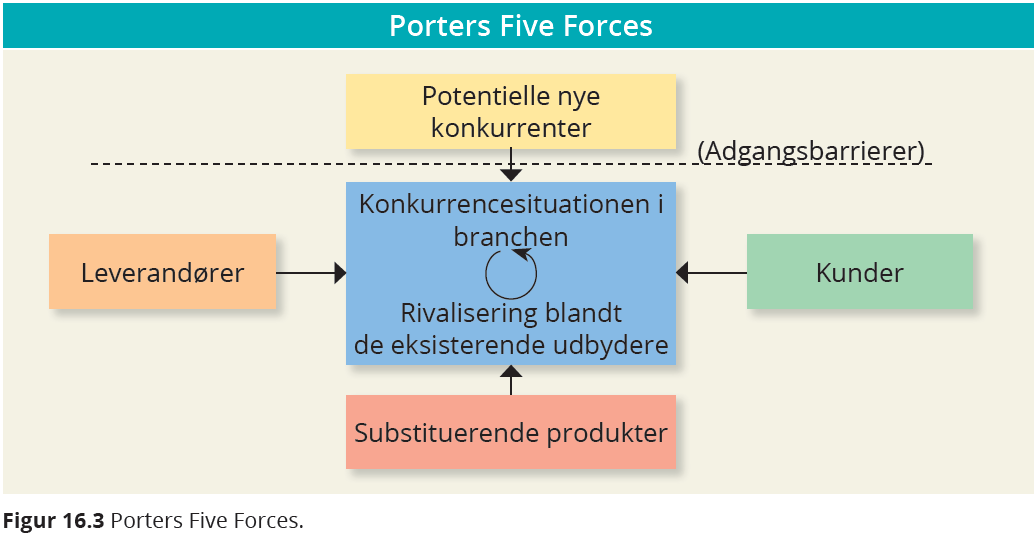 Porters Five Forces
Potentielle nye
konkurrenter
(Adgangsbarrierer)
Konkurrencesituationen i
branchen
Leverandører
Kunder
Rivalisering blandt
de eksisterende udbydere
Substituerende produkter
Figur 16.3 Porters Five Forces.